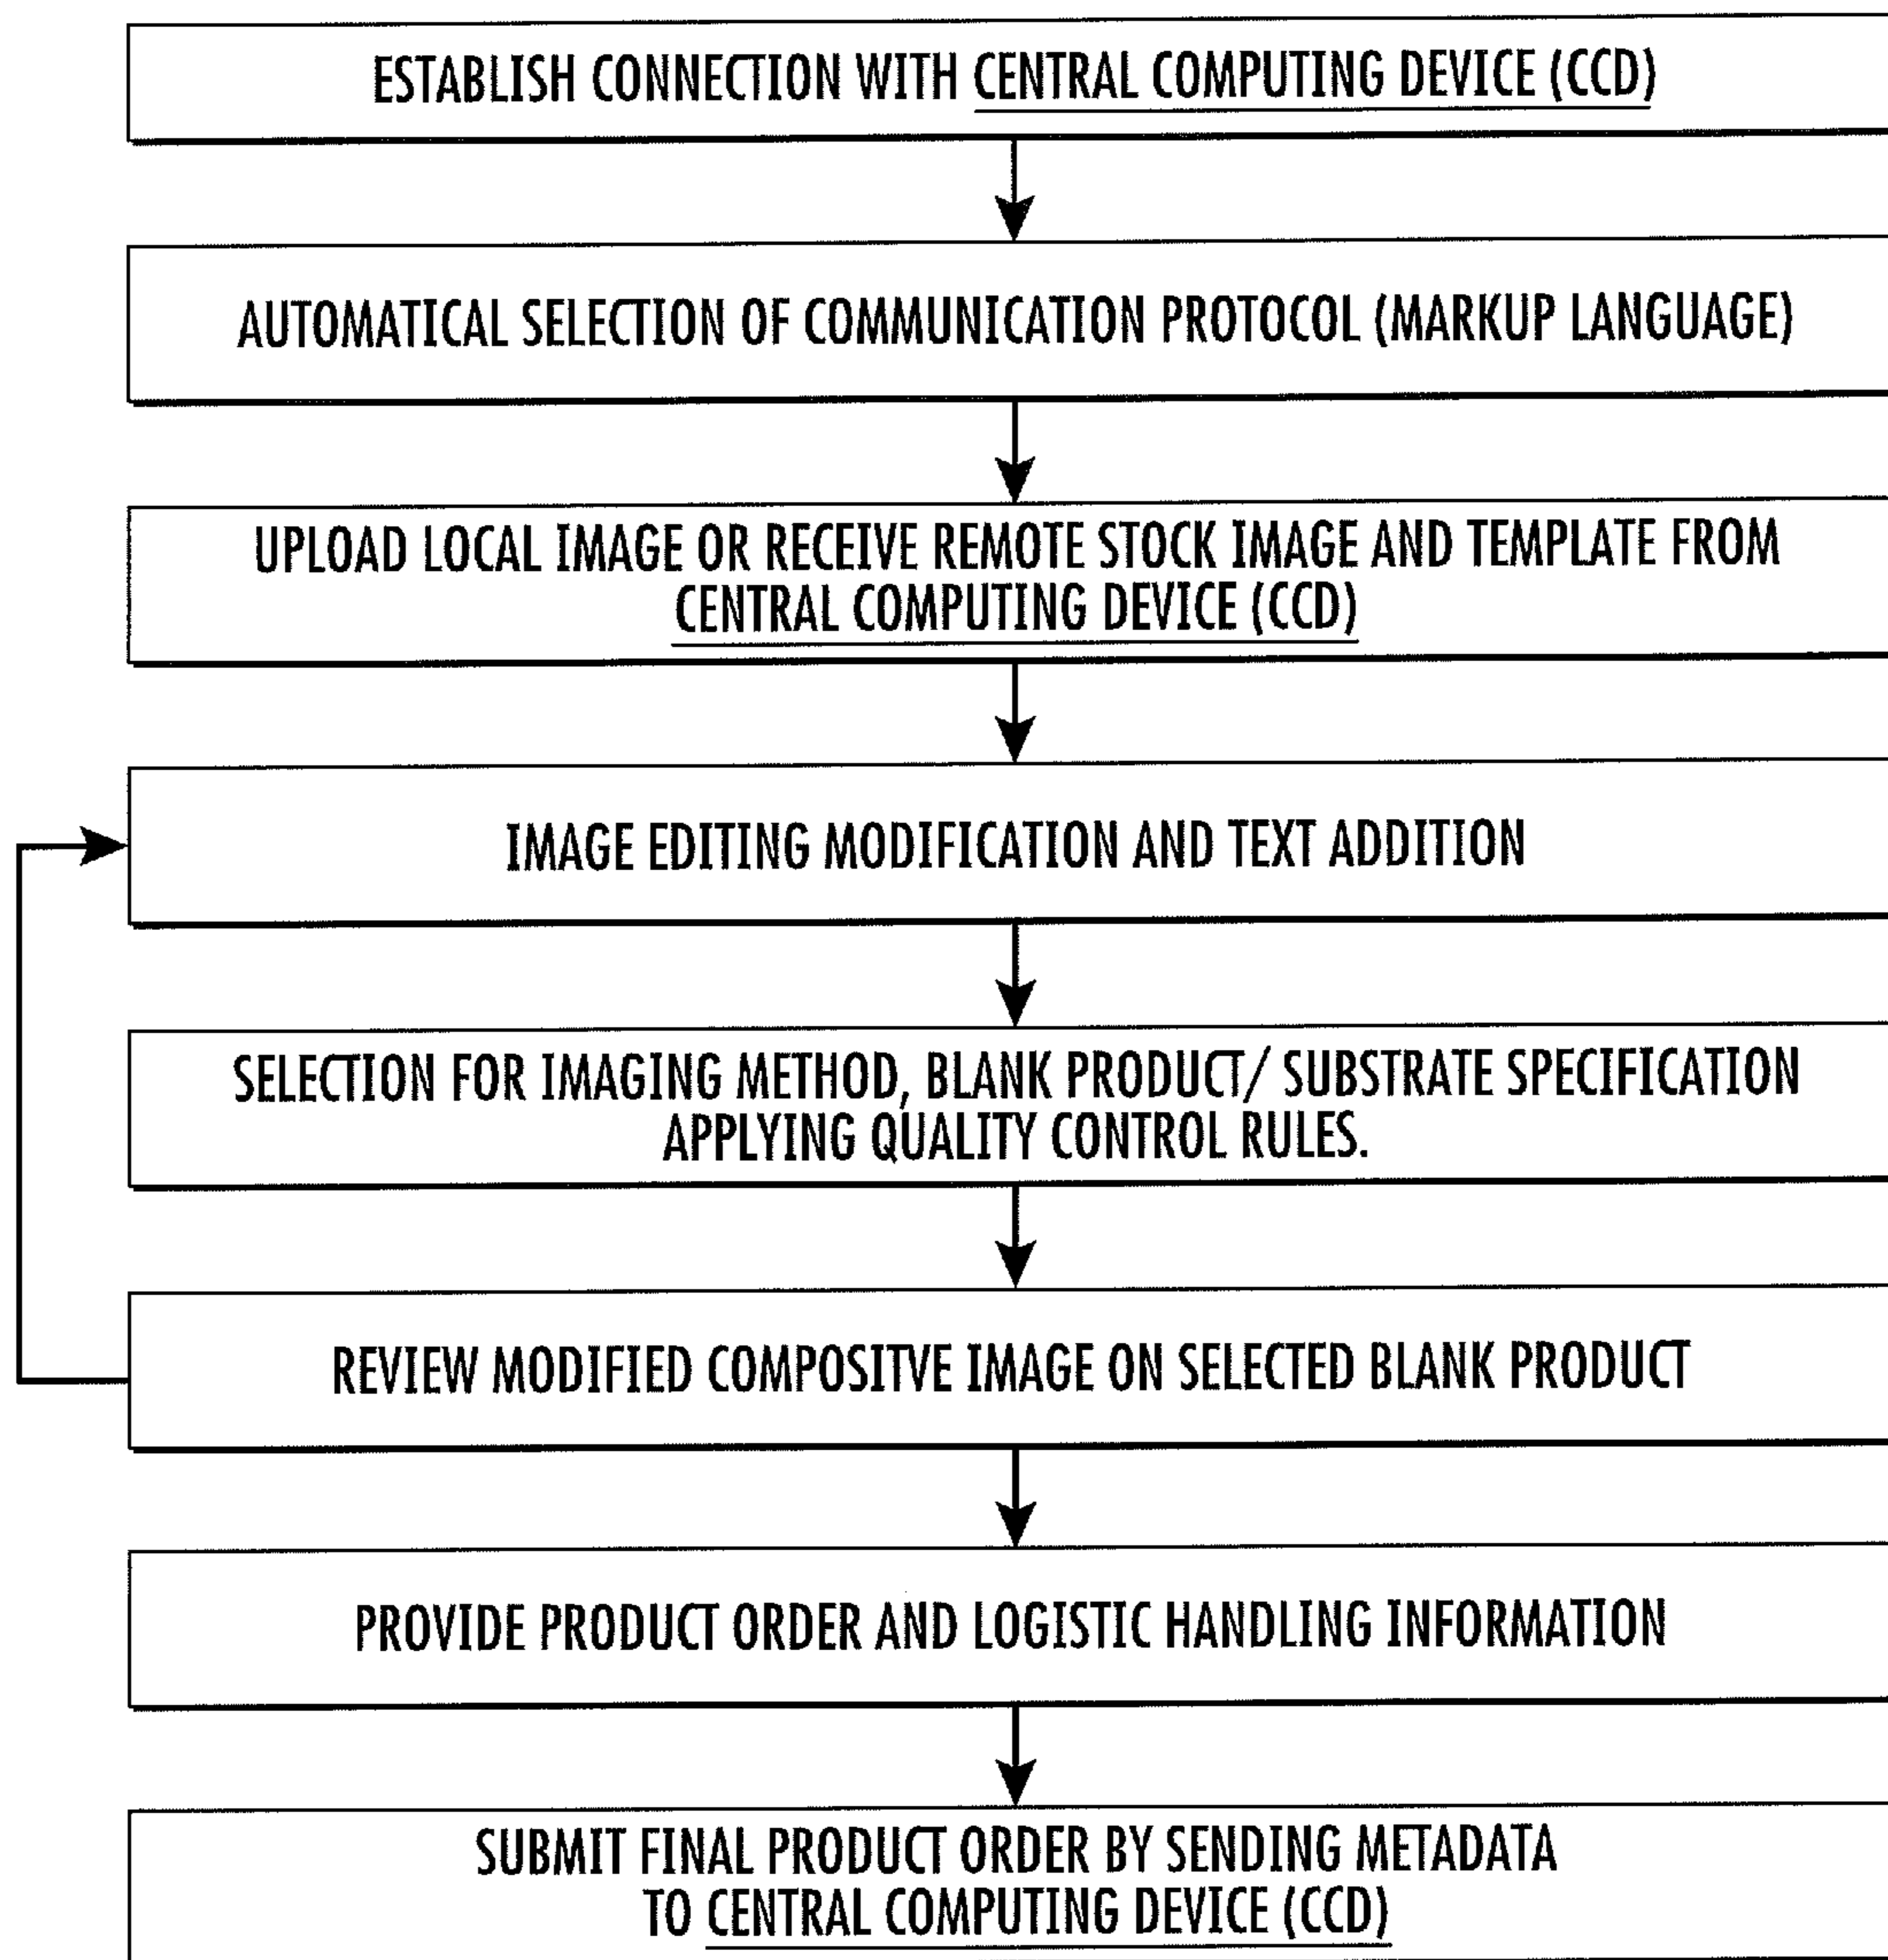 ESTABLISH CONNECTION WITH CENTRAL COMPUTING DEVICE (CCD)
AUTOMATICAL SELECTION OF COMMUNICATION PROTOCOL (MARKUP LANGUAGE)
UPLOAD LOCAL IMAGE OR RECEIVE REMOTE STOCK IMAGE AND TEMPLATE FROM
CENTRAL COMPUTING DEVICE (CCD)
IMAGE EDITING MODIFICATION AND TEXT ADDITION
SELECTION FOR IMAGING METHOD, BLANK PRODUCT/ SUBSTRATE SPECIFICATION
APPLYING QUALITY CONTROL RULES.
REVIEW MODIFIED COMPOSITVE IMAGE ON SELECTED BLANK PRODUCT
PROVIDE PRODUCT ORDER AND LOGISTIC HANDLING INFORMATION
SUBMIT FINAL PRODUCT ORDER BY SENDING METADATA
TO CENTRAL COMPUTING DEVICE (CCD)